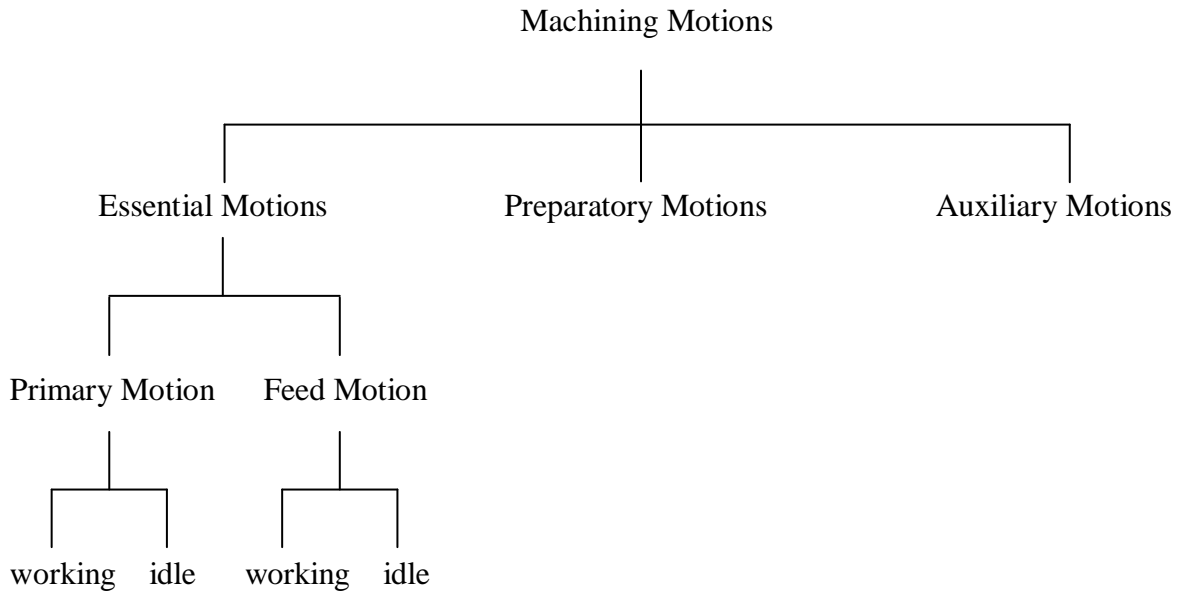 Machining Motions
Essential Motions Preparatory Motions Auxiliary Motions
Primary Motion Feed Motion
working idle working idle